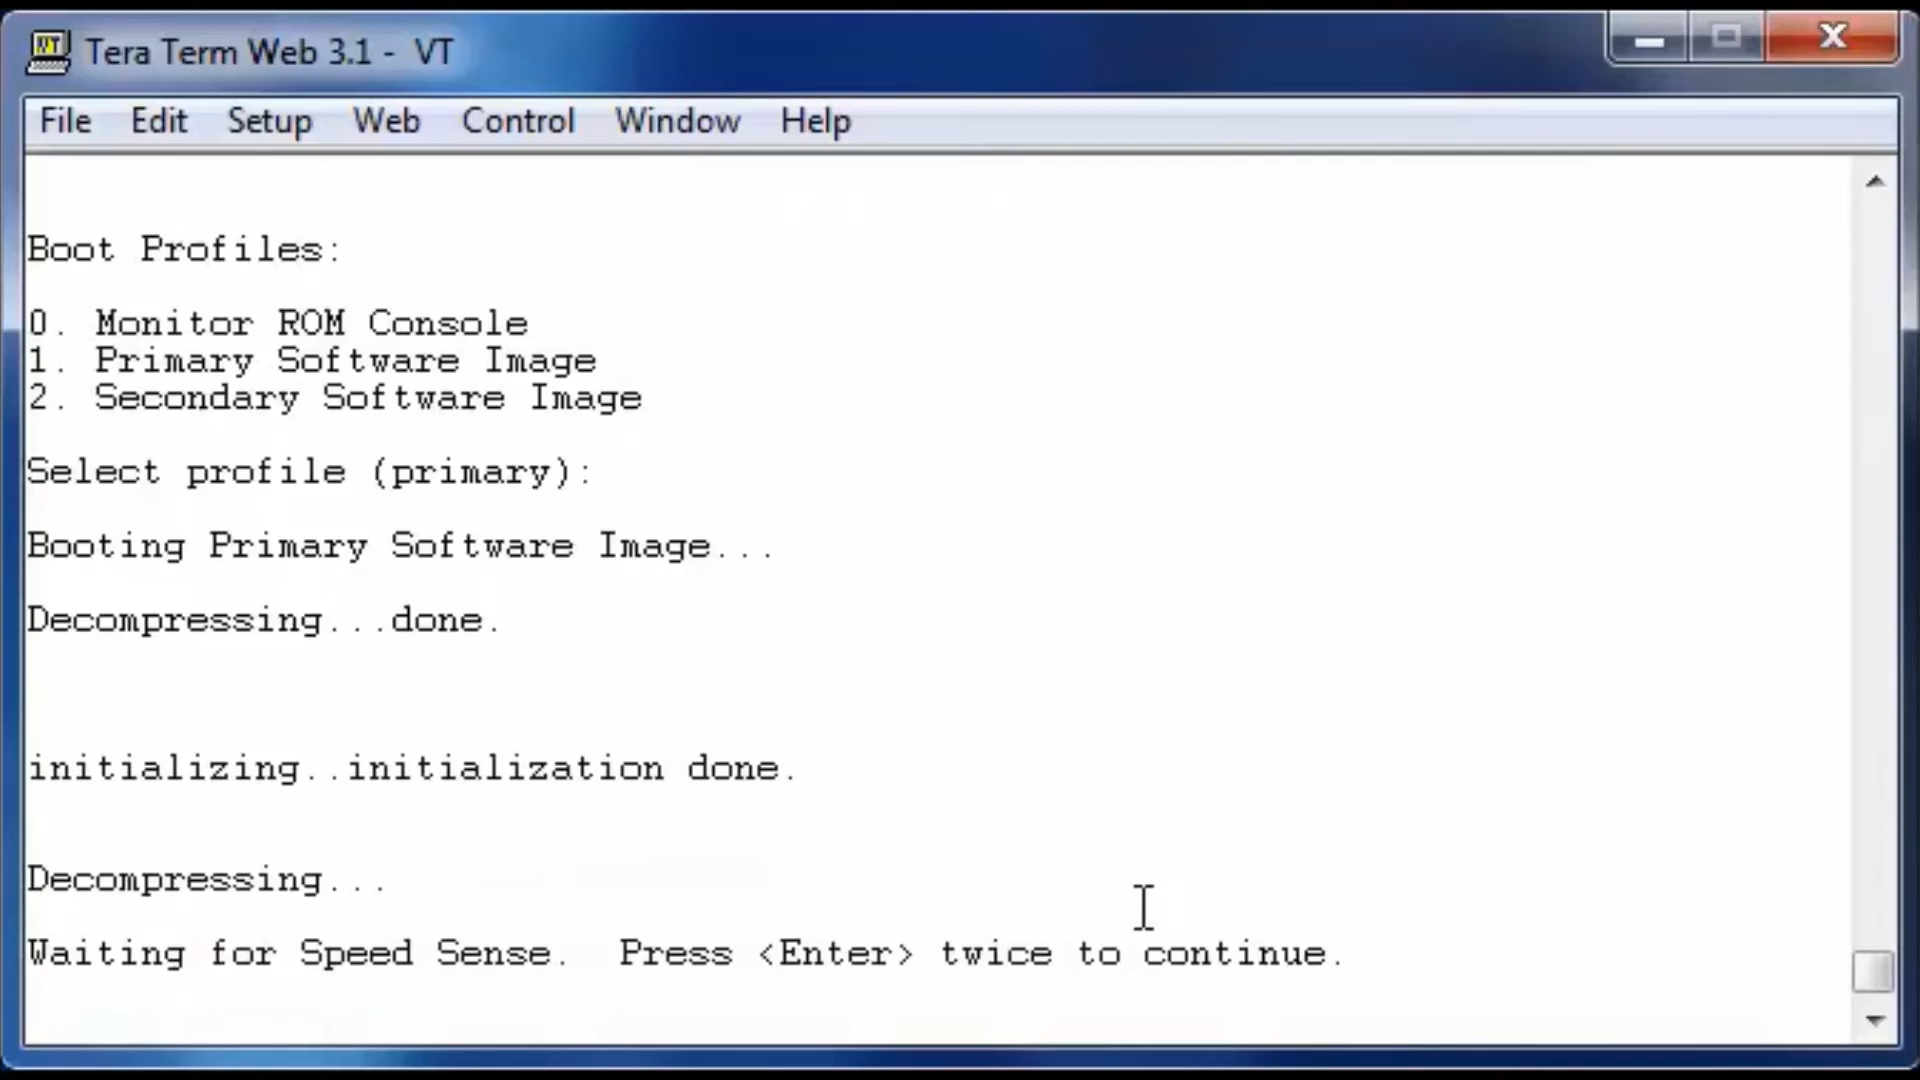 Tera Term Web 3.1 - VT
File Edit Setup Web Control Window Help
Boot Profiles:
0. Monitor ROM Console
1. Primary Software Image
2. Secondary Software Image
Select profile (primary):
Booting Primary Software Image...
Decompressing...done.
initializing..initialization done.
Decompressing...
Waiting for Speed Sense.  Press <Enter> twice to continue.